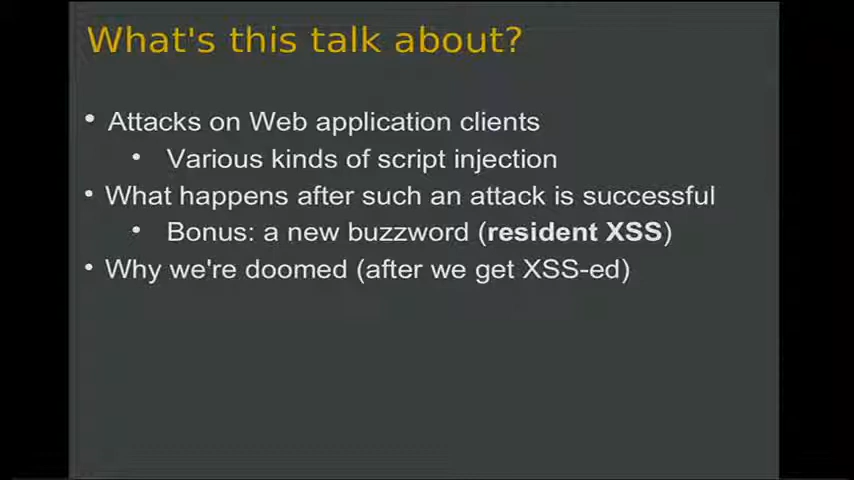 What's this talk about?
• Attacks on Web application clients
• Various kinds of script injection
• What happens after such an attack is successful
• Bonus: a new buzzword (resident XSS)
• Why we're doomed (after we get XSS-ed)